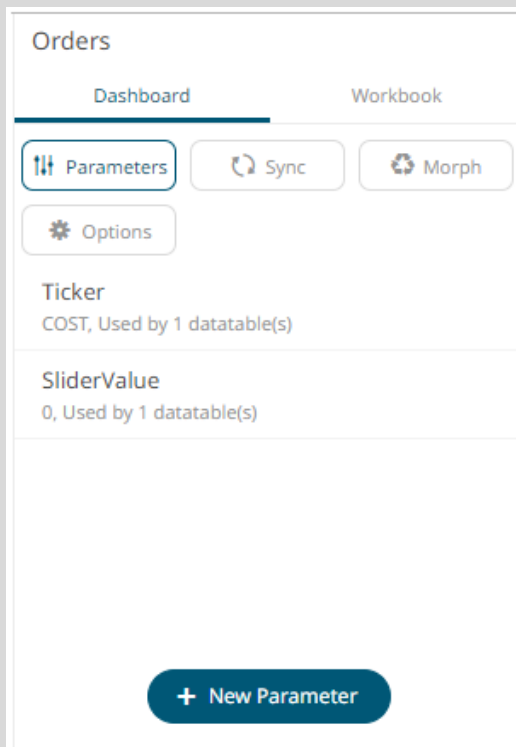 Orders
Dashboard Workbook
Parameters Sync Morph
Options
Ticker
COST, Used by 1 datatable(s)
SliderValue
0, Used by 1 datatable(s)
+ New Parameter